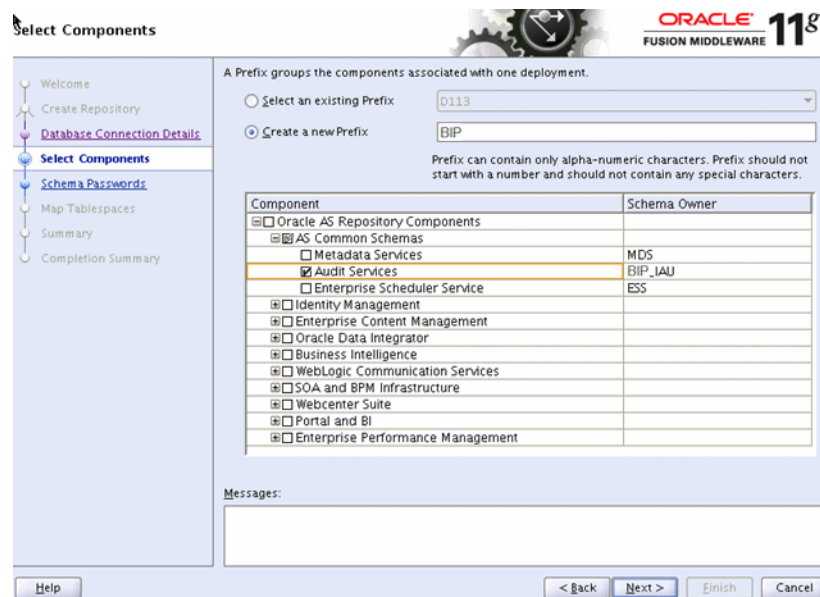 Select Components
ORACLE
FUSION MIDDLEWARE 11g
Welcome
Create Repository
Database Connection Details
Select Components
Schema Passwords
Map Tablespaces
Summary
Completion Summary
A Prefix groups the components associated with one deployment.
Select an existing Prefix D113
Create a new Prefix BIP
Prefix can contain only alpha-numeric characters. Prefix should not
start with a number and should not contain any special characters.
Component Schema Owner
Oracle AS Repository Components
AS Common Schemas
Metadata Services MDS
Audit Services BIP_IAU
Enterprise Scheduler Service ESS
Identity Management
Enterprise Content Management
Oracle Data Integrator
Business Intelligence
WebLogic Communication Services
SOA and BPM Infrastructure
Webcenter Suite
Portal and BI
Enterprise Performance Management
Messages:
Help < Back Next > Finish Cancel